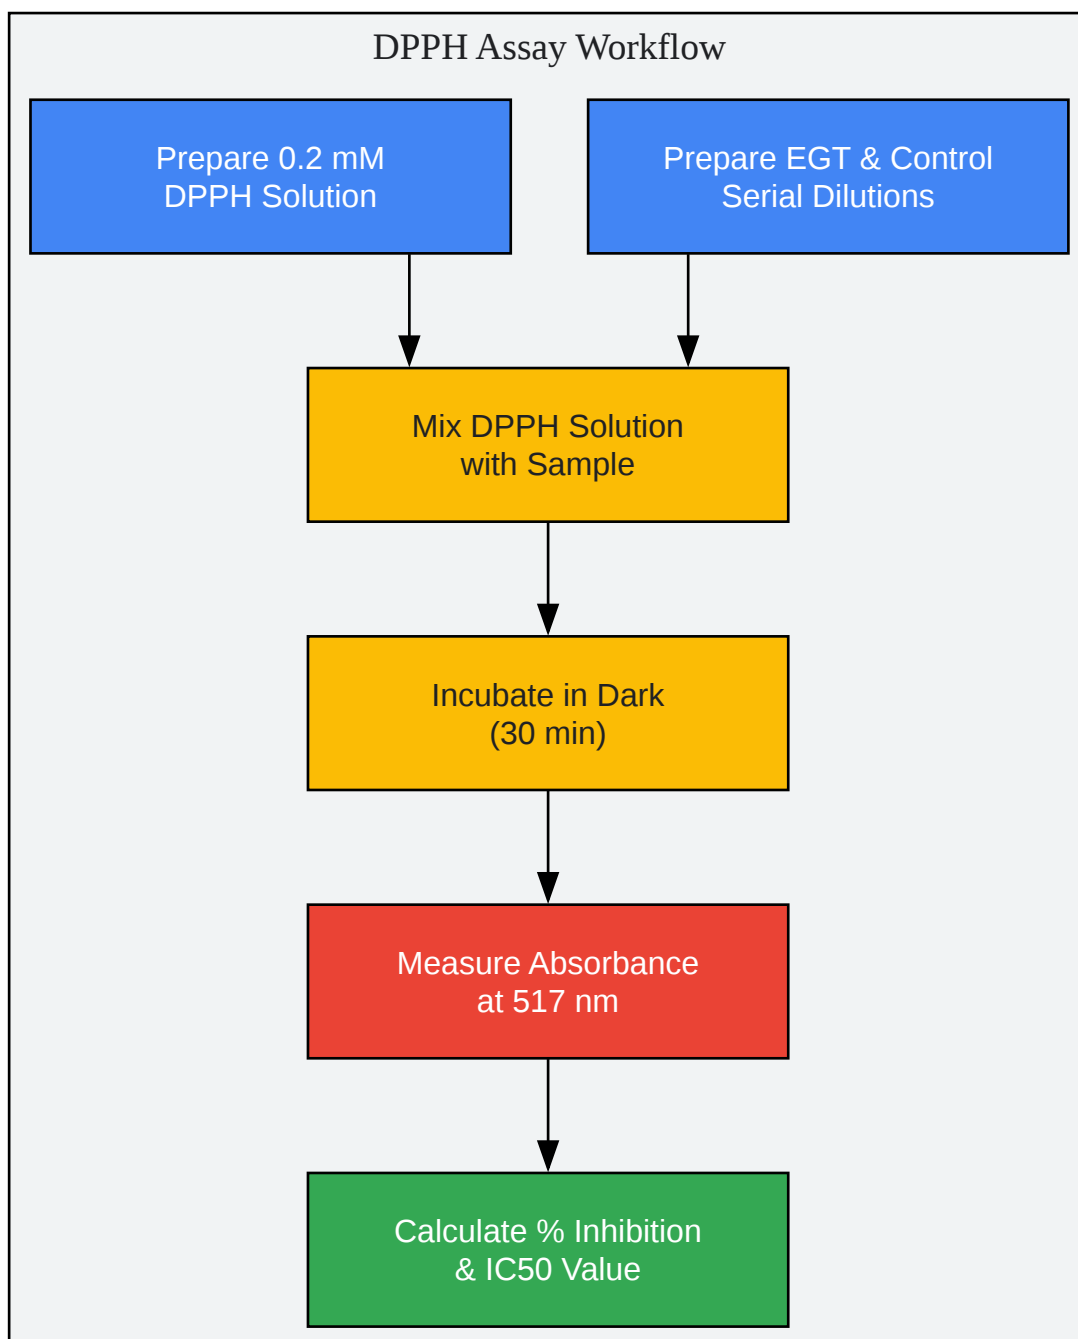 DPPH Assay Workflow
Prepare 0.2 mM
DPPH Solution
Prepare EGT & Control
Serial Dilutions
Mix DPPH Solution
with Sample
Incubate in Dark
(30 min)
Measure Absorbance
at 517 nm
Calculate % Inhibition
& IC50 Value